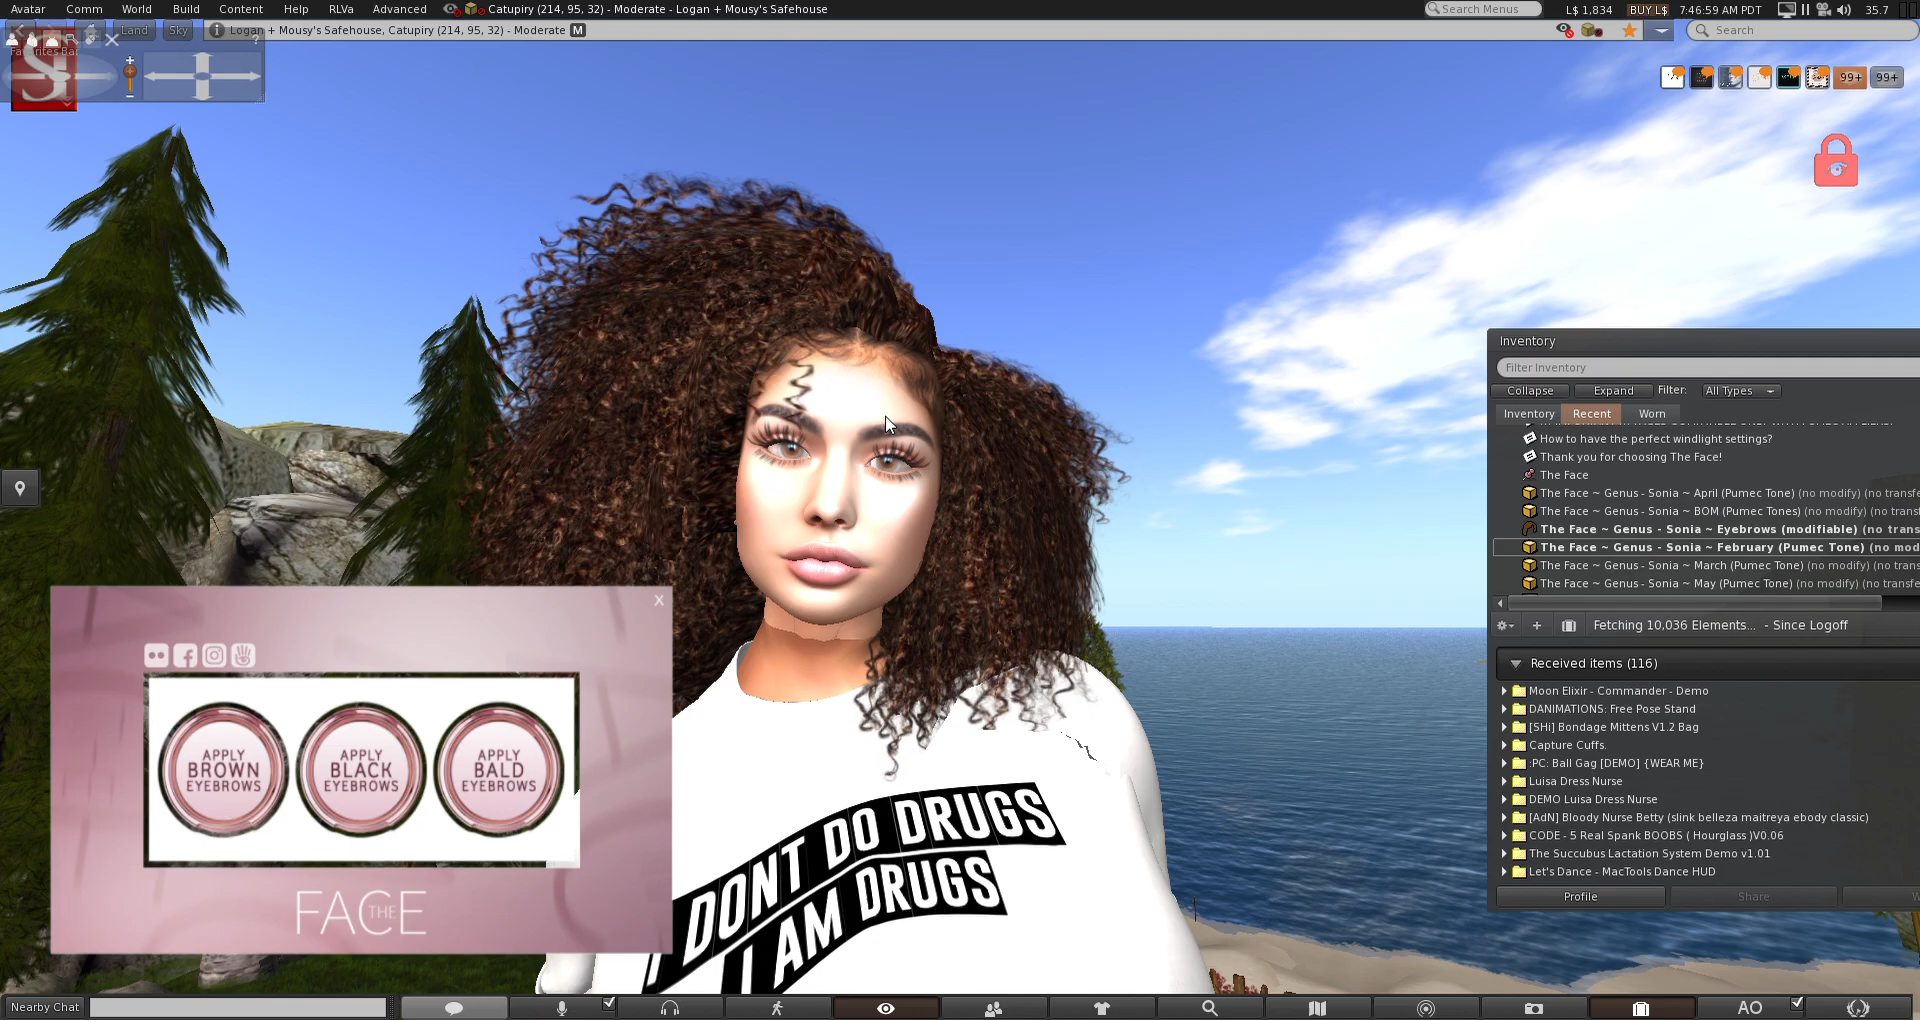 Avatar Comm World Build Content Help RLVa Advanced Catupiry (214, 95, 32) - Moderate - Logan + Mousy's Safehouse Search Menus L$ 1,834 BUY L$ 7:46:59 AM PDT 35.7
Land Sky Logan + Mousy's Safehouse, Catupiry (214, 95, 32) - Moderate M Search
Favorites Bar
99+ 99+
Inventory
Filter Inventory
Collapse Expand Filter: All Types
Inventory Recent Worn
How to have the perfect windlight settings?
Thank you for choosing The Face!
The Face
The Face ~ Genus - Sonia ~ April (Pumec Tone) (no modify) (no transfe
The Face ~ Genus - Sonia ~ BOM (Pumec Tones) (no modify) (no transf
The Face ~ Genus - Sonia ~ Eyebrows (modifiable) (no trans
The Face ~ Genus - Sonia ~ February (Pumec Tone) (no mod
The Face ~ Genus - Sonia ~ March (Pumec Tone) (no modify) (no trans
The Face ~ Genus - Sonia ~ May (Pumec Tone) (no modify) (no transfe
Fetching 10,036 Elements... - Since Logoff
Received items (116)
Moon Elixir - Commander - Demo
DANIMATIONS: Free Pose Stand
[SHi] Bondage Mittens V1.2 Bag
Capture Cuffs.
:PC: Ball Gag [DEMO] {WEAR ME}
Luisa Dress Nurse
DEMO Luisa Dress Nurse
[AdN] Bloody Nurse Betty (slink belleza maitreya ebody classic)
CODE - 5 Real Spank BOOBS ( Hourglass )V0.06
The Succubus Lactation System Demo v1.01
Let's Dance - MacTools Dance HUD
Profile Share W
X
APPLY BROWN EYEBROWS
APPLY BLACK EYEBROWS
APPLY BALD EYEBROWS
THE FACE
I DONT DO DRUGS
I AM DRUGS
Nearby Chat AO